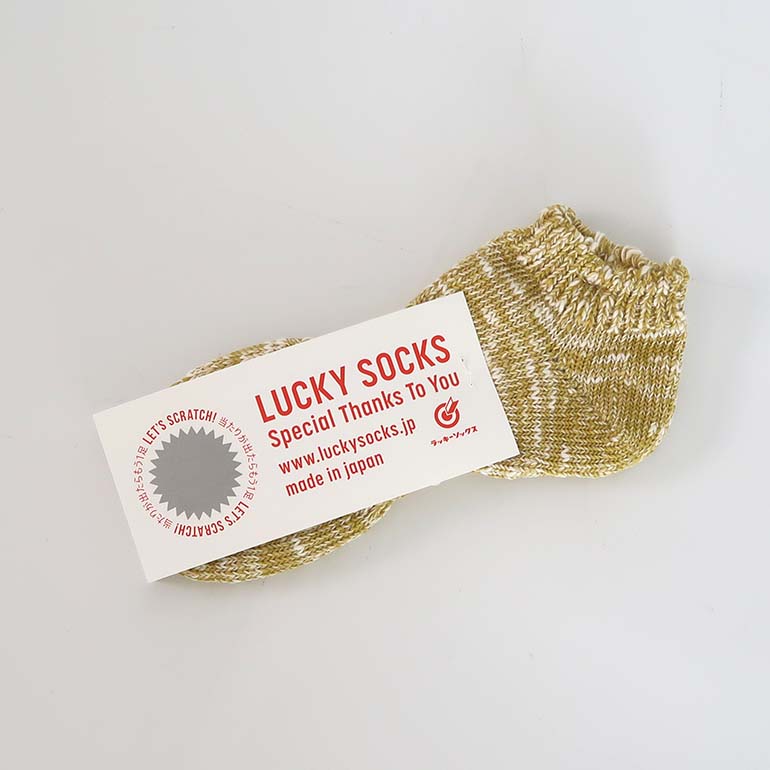 LET'S SCRATCH! 当たりが出たらもう1足 LET'S SCRATCH! 当たりが出たらもう1足
LUCKY SOCKS
Special Thanks To You
www.luckysocks.jp
made in japan
ラッキーソックス